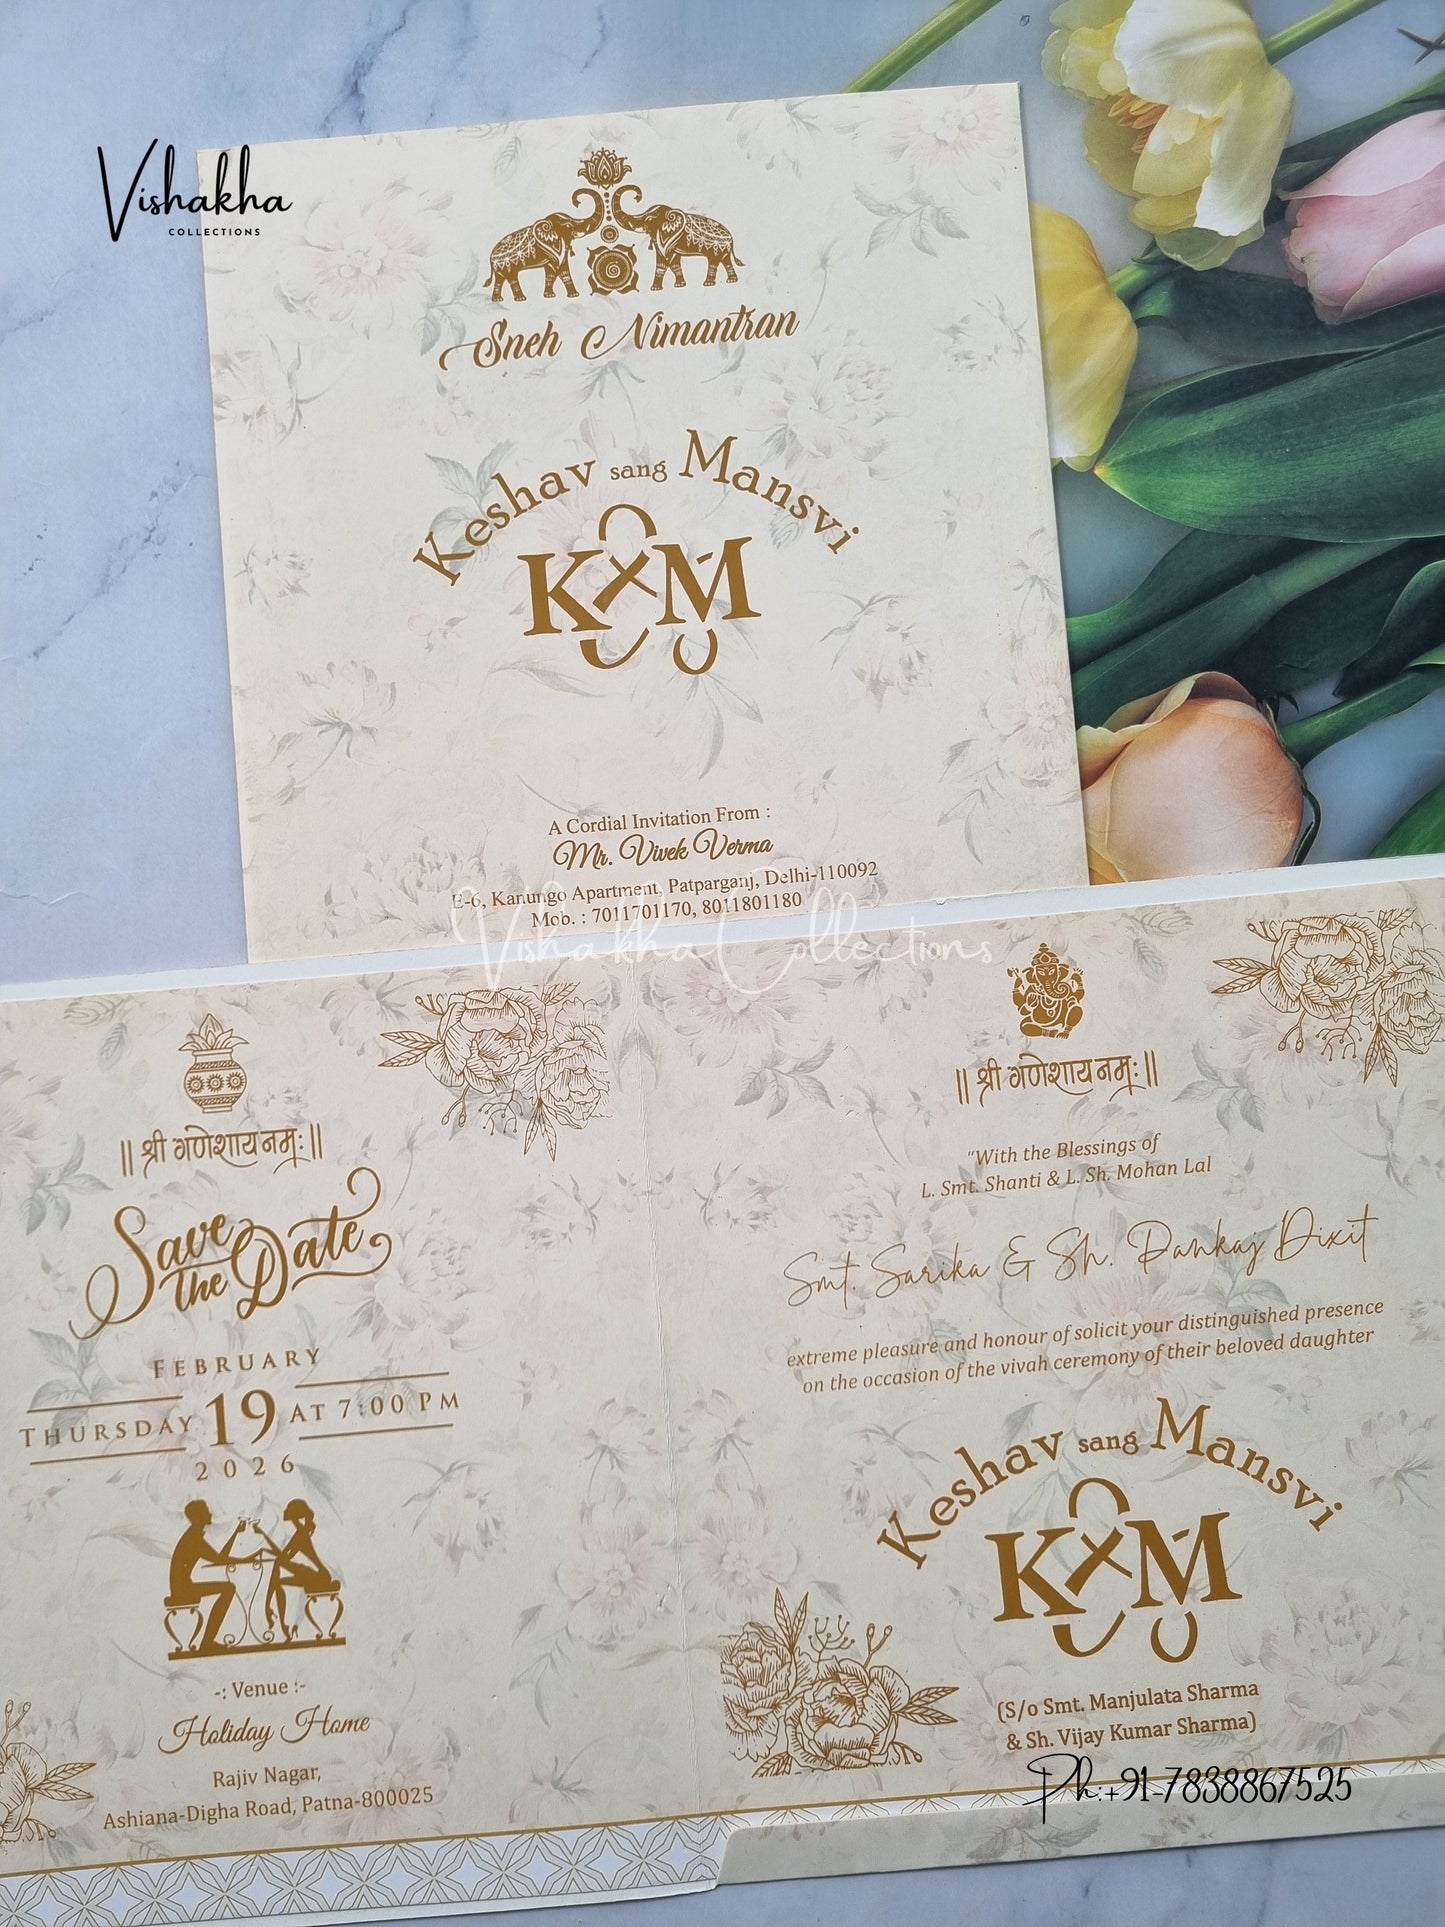 Vishakha
COLLECTIONS
Sneh Nimantran
Keshav sang Mansvi
K&M
A Cordial Invitation From :
Mr. Vivek Verma
E-6, Kanungo Apartment, Patparganj, Delhi-110092
Mob. : 7011701170, 8011801180
Vishakha Collections
|| श्री गणेशाय नमः ||
Save
the Date
FEBRUARY
THURSDAY 19 AT 7:00 PM
2026
-: Venue :-
Holiday Home
Rajiv Nagar,
Ashiana-Digha Road, Patna-800025
|| श्री गणेशाय नमः ||
“With the Blessings of
L. Smt. Shanti & L. Sh. Mohan Lal
Smt. Sarika & Sh. Pankaj Dixit
extreme pleasure and honour of solicit your distinguished presence
on the occasion of the vivah ceremony of their beloved daughter
Keshav sang Mansvi
K&M
(S/o Smt. Manjulata Sharma
& Sh. Vijay Kumar Sharma)
Ph:+91-7838867525